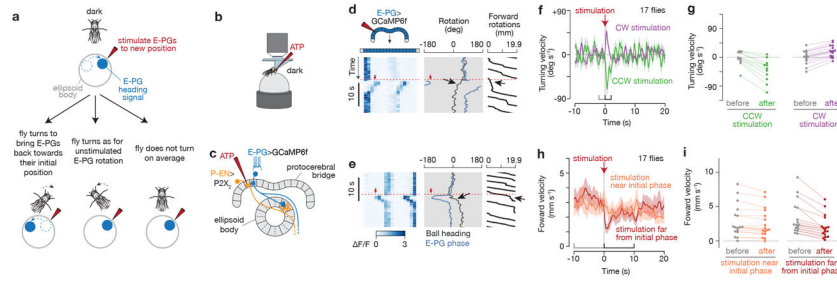 a
dark
stimulate E-PGs
to new position
E-PG
heading
signal
ellipsoid
body
fly turns to
bring E-PGs
back towards
their initial
position
fly turns as for
unstimulated
E-PG rotation
fly does not turn
on average
b
ATP
dark
c
ATP
E-PG>GCaMP6f
P-EN>
P2X2
protocerebral
bridge
ellipsoid
body
d
E-PG>
GCaMP6f
Rotation
(deg)
Forward
rotations
(mm)
-180
180
0
19.9
Time
10 s
e
-180
180
0
19.9
10 s
ΔF/F
0
3
Ball heading
E-PG phase
f
stimulation
17 flies
CW stimulation
CCW stimulation
Turning velocity
(deg s-1)
90
0
-90
-10
0
10
20
Time (s)
g
Turning velocity
(deg s-1)
90
45
0
-45
-90
before
after
CCW
stimulation
before
after
CW
stimulation
h
stimulation
17 flies
stimulation
near initial phase
stimulation far
from initial phase
Foward velocity
(mm s-1)
6
4
2
0
-10
0
10
20
Time (s)
i
Foward velocity
(mm s-1)
10
5
0
before
after
stimulation near
initial phase
before
after
stimulation far
from initial phase